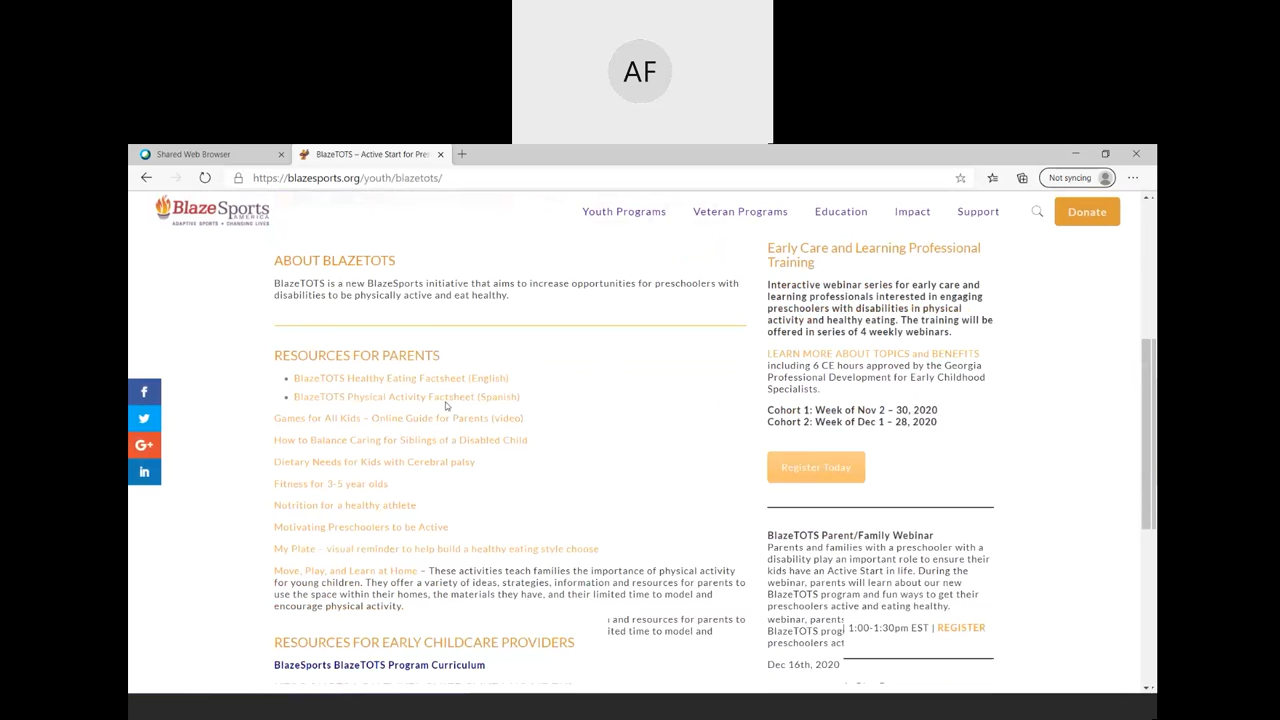 AF
Shared Web Browser
BlazeTOTS – Active Start for Pres
https://blazesports.org/youth/blazetots/
Not syncing
BlazeSports
AMERICA
ADAPTIVE SPORTS • CHANGING LIVES
Youth Programs
Veteran Programs
Education
Impact
Support
Donate
ABOUT BLAZETOTS
BlazeTOTS is a new BlazeSports initiative that aims to increase opportunities for preschoolers with
disabilities to be physically active and eat healthy.
RESOURCES FOR PARENTS
• BlazeTOTS Healthy Eating Factsheet (English)
• BlazeTOTS Physical Activity Factsheet (Spanish)
Games for All Kids – Online Guide for Parents (video)
How to Balance Caring for Siblings of a Disabled Child
Dietary Needs for Kids with Cerebral palsy
Fitness for 3-5 year olds
Nutrition for a healthy athlete
Motivating Preschoolers to be Active
My Plate – visual reminder to help build a healthy eating style choose
Move, Play, and Learn at Home – These activities teach families the importance of physical activity
for young children. They offer a variety of ideas, strategies, information and resources for parents to
use the space within their homes, the materials they have, and their limited time to model and
encourage physical activity.
and resources for parents to
ited time to model and
RESOURCES FOR EARLY CHILDCARE PROVIDERS
BlazeSports BlazeTOTS Program Curriculum
Early Care and Learning Professional
Training
Interactive webinar series for early care and
learning professionals interested in engaging
preschoolers with disabilities in physical
activity and healthy eating. The training will be
offered in series of 4 weekly webinars.
LEARN MORE ABOUT TOPICS and BENEFITS
including 6 CE hours approved by the Georgia
Professional Development for Early Childhood
Specialists.
Cohort 1: Week of Nov 2 – 30, 2020
Cohort 2: Week of Dec 1 – 28, 2020
Register Today
BlazeTOTS Parent/Family Webinar
Parents and families with a preschooler with a
disability play an important role to ensure their
kids have an Active Start in life. During the
webinar, parents will learn about our new
BlazeTOTS program and fun ways to get their
preschoolers active and eating healthy.
webinar, parents
BlazeTOTS prog
1:00-1:30pm EST | REGISTER
preschoolers act
Dec 16th, 2020
f
G+
in